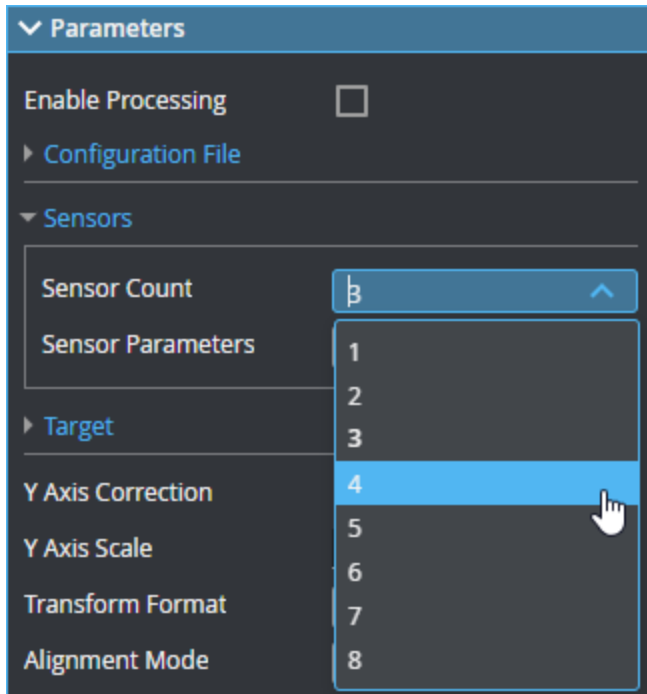 Parameters
Enable Processing
Configuration File
Sensors
Sensor Count 3
Sensor Parameters
1
2
3
Target
4
Y Axis Correction
5
Y Axis Scale
6
Transform Format
7
Alignment Mode
8